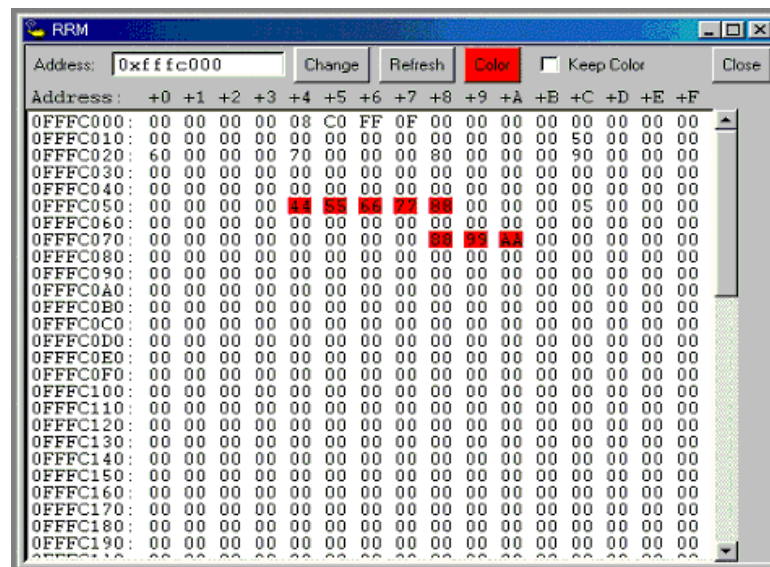 RRM
Address: 0xfffc000 Change Refresh Color Keep Color Close
Address: +0 +1 +2 +3 +4 +5 +6 +7 +8 +9 +A +B +C +D +E +F
0FFFC000: 00 00 00 00 08 C0 FF 0F 00 00 00 00 00 00 00 00
0FFFC010: 00 00 00 00 00 00 00 00 00 00 00 00 50 00 00 00
0FFFC020: 60 00 00 00 70 00 00 00 80 00 00 00 90 00 00 00
0FFFC030: 00 00 00 00 00 00 00 00 00 00 00 00 00 00 00 00
0FFFC040: 00 00 00 00 00 00 00 00 00 00 00 00 00 00 00 00
0FFFC050: 00 00 00 00 44 55 66 77 88 00 00 00 05 00 00 00
0FFFC060: 00 00 00 00 00 00 00 00 00 00 00 00 00 00 00 00
0FFFC070: 00 00 00 00 00 00 00 00 88 99 AA 00 00 00 00 00
0FFFC080: 00 00 00 00 00 00 00 00 00 00 00 00 00 00 00 00
0FFFC090: 00 00 00 00 00 00 00 00 00 00 00 00 00 00 00 00
0FFFC0A0: 00 00 00 00 00 00 00 00 00 00 00 00 00 00 00 00
0FFFC0B0: 00 00 00 00 00 00 00 00 00 00 00 00 00 00 00 00
0FFFC0C0: 00 00 00 00 00 00 00 00 00 00 00 00 00 00 00 00
0FFFC0D0: 00 00 00 00 00 00 00 00 00 00 00 00 00 00 00 00
0FFFC0E0: 00 00 00 00 00 00 00 00 00 00 00 00 00 00 00 00
0FFFC0F0: 00 00 00 00 00 00 00 00 00 00 00 00 00 00 00 00
0FFFC100: 00 00 00 00 00 00 00 00 00 00 00 00 00 00 00 00
0FFFC110: 00 00 00 00 00 00 00 00 00 00 00 00 00 00 00 00
0FFFC120: 00 00 00 00 00 00 00 00 00 00 00 00 00 00 00 00
0FFFC130: 00 00 00 00 00 00 00 00 00 00 00 00 00 00 00 00
0FFFC140: 00 00 00 00 00 00 00 00 00 00 00 00 00 00 00 00
0FFFC150: 00 00 00 00 00 00 00 00 00 00 00 00 00 00 00 00
0FFFC160: 00 00 00 00 00 00 00 00 00 00 00 00 00 00 00 00
0FFFC170: 00 00 00 00 00 00 00 00 00 00 00 00 00 00 00 00
0FFFC180: 00 00 00 00 00 00 00 00 00 00 00 00 00 00 00 00
0FFFC190: 00 00 00 00 00 00 00 00 00 00 00 00 00 00 00 00